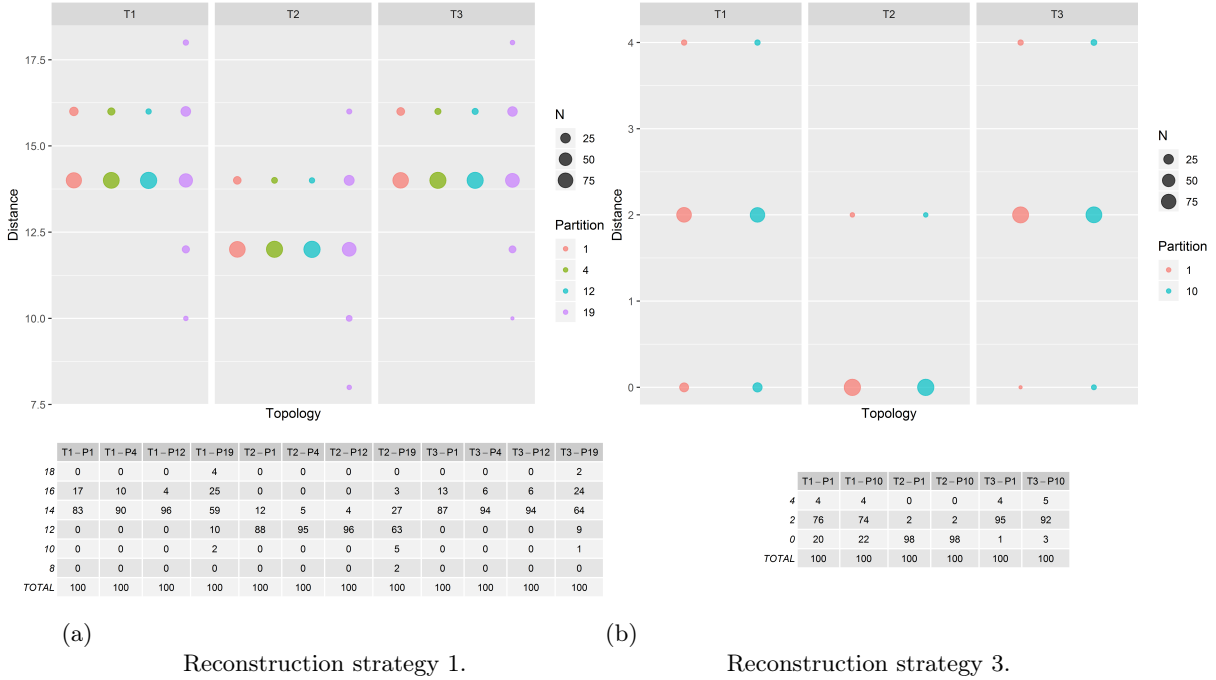 T1 T2 T3
17.5
15.0
12.5
10.0
7.5
Distance
Topology
N
25
50
75
Partition
1
4
12
19
T1−P1 T1−P4 T1−P12 T1−P19 T2−P1 T2−P4 T2−P12 T2−P19 T3−P1 T3−P4 T3−P12 T3−P19
18 0 0 0 4 0 0 0 0 0 0 0 2
16 17 10 4 25 0 0 0 3 13 6 6 24
14 83 90 96 59 12 5 4 27 87 94 94 64
12 0 0 0 10 88 95 96 63 0 0 0 9
10 0 0 0 2 0 0 0 5 0 0 0 1
8 0 0 0 0 0 0 0 2 0 0 0 0
TOTAL 100 100 100 100 100 100 100 100 100 100 100 100
(a)
Reconstruction strategy 1.
T1 T2 T3
4
3
2
1
0
Distance
Topology
N
25
50
75
Partition
1
10
T1−P1 T1−P10 T2−P1 T2−P10 T3−P1 T3−P10
4 4 4 0 0 4 5
2 76 74 2 2 95 92
0 20 22 98 98 1 3
TOTAL 100 100 100 100 100 100
(b)
Reconstruction strategy 3.